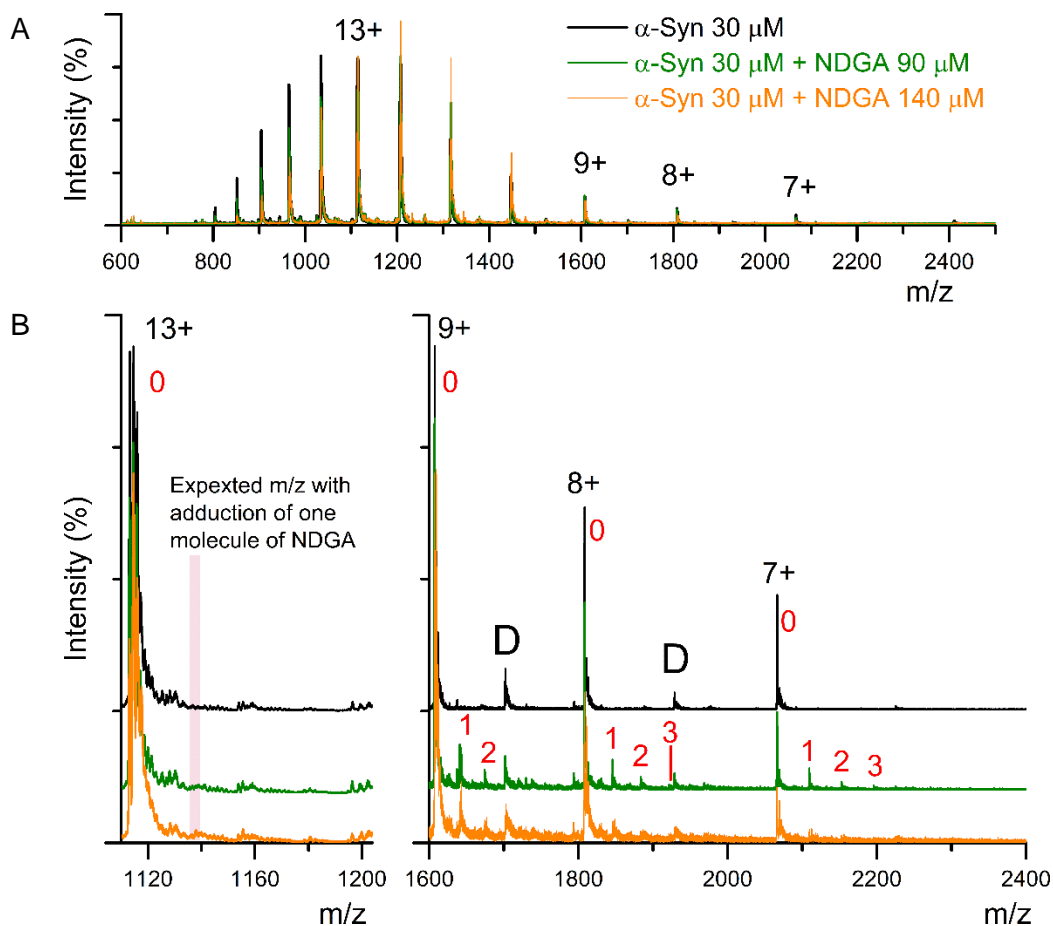 A
Intensity (%)
13+
9+
8+
7+
α-Syn 30 μM
α-Syn 30 μM + NDGA 90 μM
α-Syn 30 μM + NDGA 140 μM
600 800 1000 1200 1400 1600 1800 2000 2200 2400
m/z
B
Intensity (%)
13+
0
Expexted m/z with
adduction of one
molecule of NDGA
1120 1160 1200
m/z
9+
0
8+
0
7+
0
D
D
1
2
1
2
3
1
2
3
1600 1800 2000 2200 2400
m/z